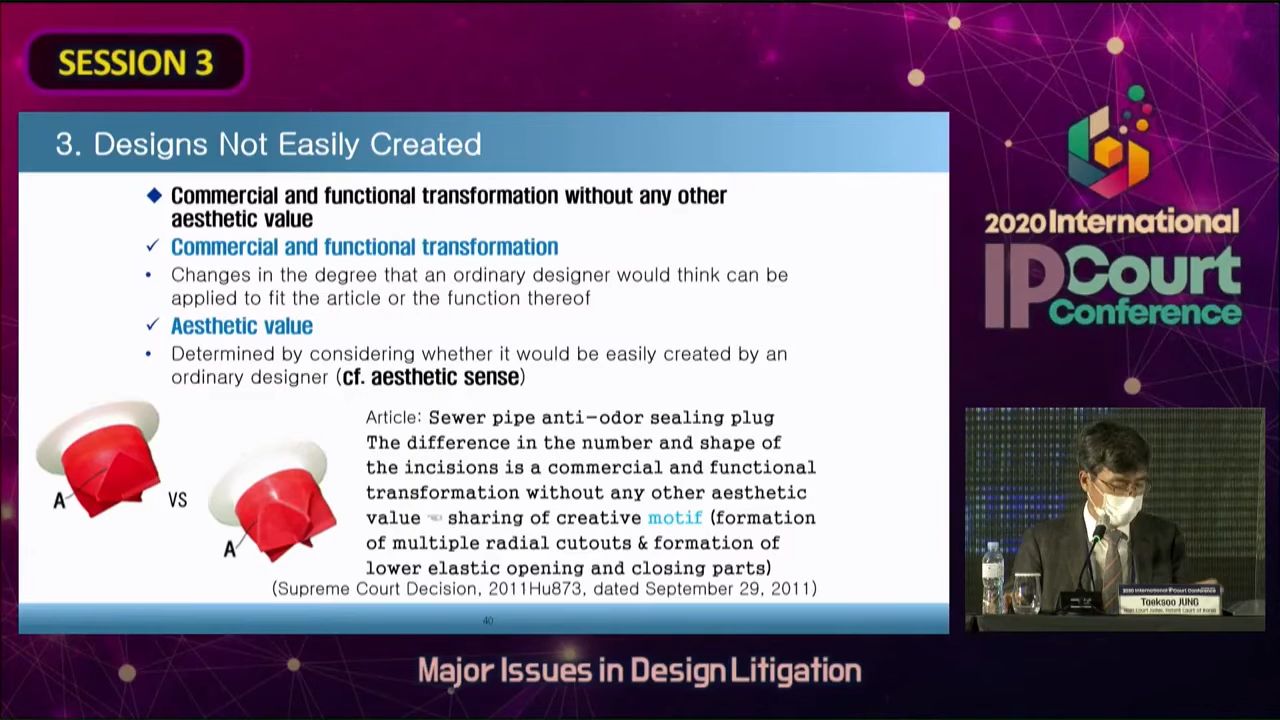 SESSION 3
3. Designs Not Easily Created
Commercial and functional transformation without any other
aesthetic value
Commercial and functional transformation
Changes in the degree that an ordinary designer would think can be
applied to fit the article or the function thereof
Aesthetic value
Determined by considering whether it would be easily created by an
ordinary designer (cf. aesthetic sense)
A
VS
A
Article: Sewer pipe anti-odor sealing plug
The difference in the number and shape of
the incisions is a commercial and functional
transformation without any other aesthetic
value ☜ sharing of creative motif (formation
of multiple radial cutouts & formation of
lower elastic opening and closing parts)
(Supreme Court Decision, 2011Hu873, dated September 29, 2011)
40
2020 International
IP Court
Conference
2020 International IP Court Conference
Taeksoo JUNG
Major Issues in Design Litigation